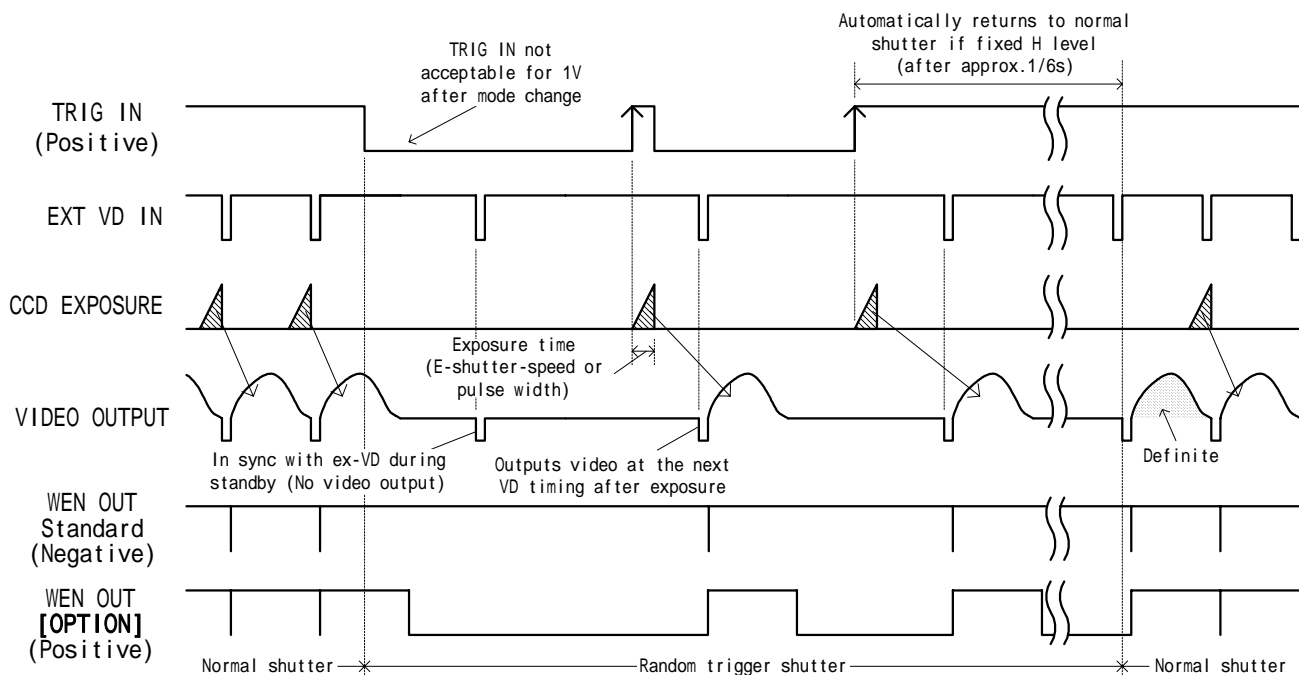 Automatically returns to normal
shutter if fixed H level
(after approx.1/6s)
TRIG IN not
acceptable for 1V
after mode change
TRIG IN
(Positive)
EXT VD IN
CCD EXPOSURE
Exposure time
(E-shutter-speed or
pulse width)
VIDEO OUTPUT
In sync with ex-VD during
standby (No video output)
Outputs video at the next
VD timing after exposure
Definite
WEN OUT
Standard
(Negative)
WEN OUT
[OPTION]
(Positive)
Normal shutter
Random trigger shutter
Normal shutter